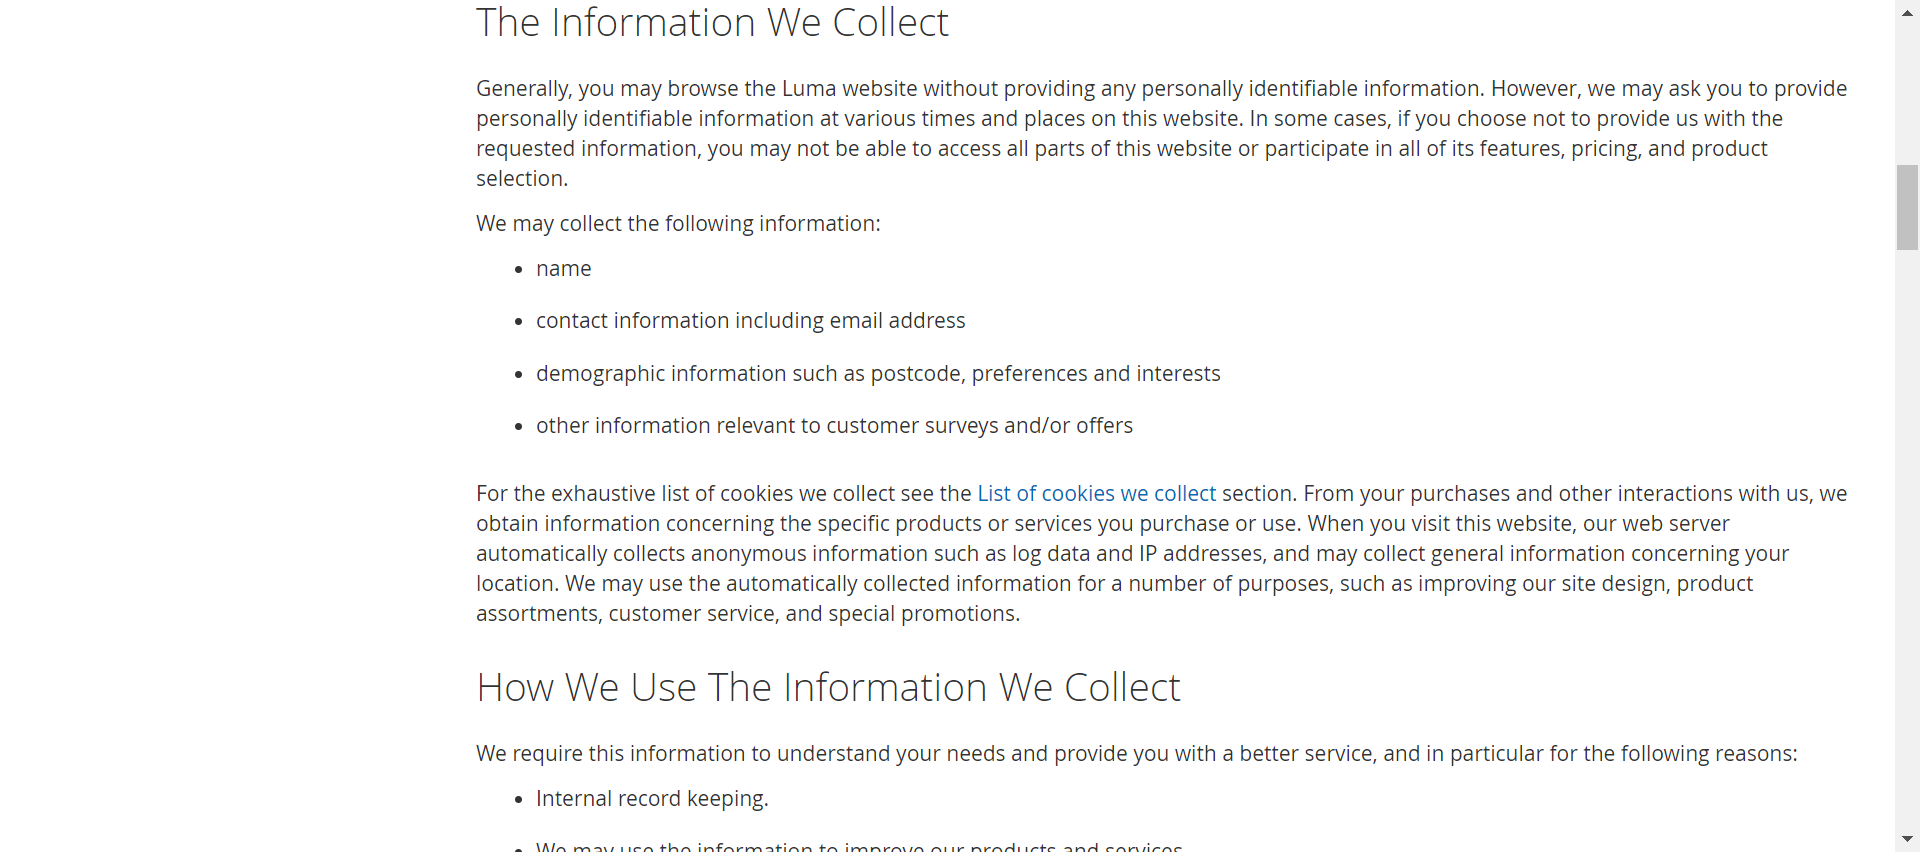 The Information We Collect
Generally, you may browse the Luma website without providing any personally identifiable information. However, we may ask you to provide
personally identifiable information at various times and places on this website. In some cases, if you choose not to provide us with the
requested information, you may not be able to access all parts of this website or participate in all of its features, pricing, and product
selection.
We may collect the following information:
• name
• contact information including email address
• demographic information such as postcode, preferences and interests
• other information relevant to customer surveys and/or offers
For the exhaustive list of cookies we collect see the List of cookies we collect section. From your purchases and other interactions with us, we
obtain information concerning the specific products or services you purchase or use. When you visit this website, our web server
automatically collects anonymous information such as log data and IP addresses, and may collect general information concerning your
location. We may use the automatically collected information for a number of purposes, such as improving our site design, product
assortments, customer service, and special promotions.
How We Use The Information We Collect
We require this information to understand your needs and provide you with a better service, and in particular for the following reasons:
• Internal record keeping.
• We may use the information to improve our products and services.